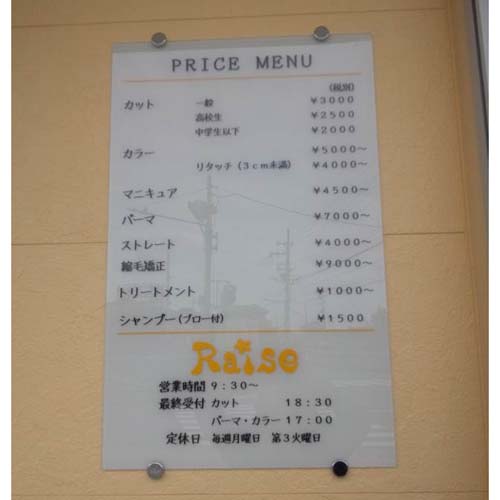 PRICE MENU
(税別)
カット 一般 ¥3000
高校生 ¥2500
中学生以下 ¥2000
カラー ¥5000～
リタッチ(3cm未満) ¥4000～
マニキュア ¥4500～
パーマ ¥7000～
ストレート ¥4000～
縮毛矯正 ¥9000～
トリートメント ¥1000～
シャンプー(ブロー付) ¥1500
Raise
営業時間 9:30～
最終受付 カット 18:30
パーマ・カラー 17:00
定休日 毎週月曜日 第3火曜日